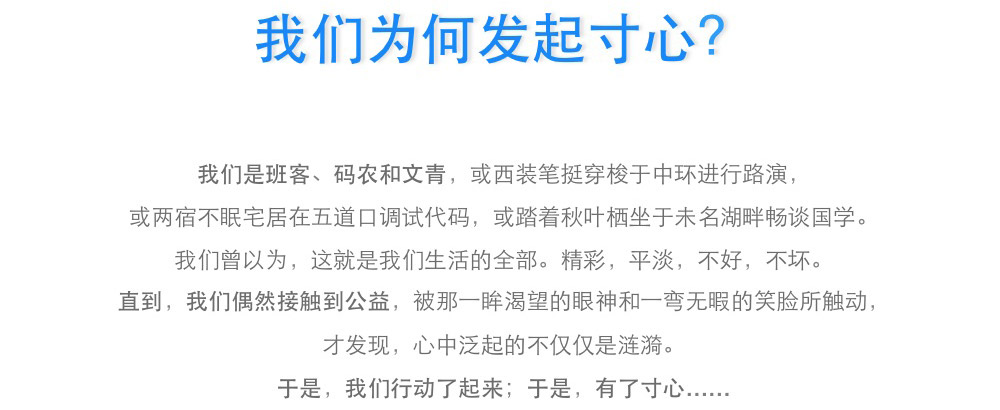 我们为何发起寸心?
我们是班客、码农和文青，或西装笔挺穿梭于中环进行路演，
或两宿不眠宅居在五道口调试代码，或踏着秋叶栖坐于未名湖畔畅谈国学。
我们曾以为，这就是我们生活的全部。精彩，平淡，不好，不坏。
直到，我们偶然接触到公益，被那一眸渴望的眼神和一弯无暇的笑脸所触动，
才发现，心中泛起的不仅仅是涟漪。
于是，我们行动了起来；于是，有了寸心……